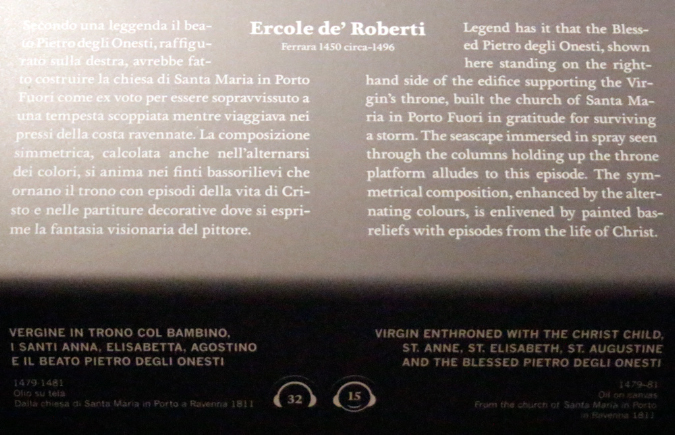 Ercole de' Roberti
Ferrara 1450 circa-1496
Secondo una leggenda il bea-
to Pietro degli Onesti, raffigu-
rato sulla destra, avrebbe fat-
to costruire la chiesa di Santa Maria in Porto
Fuori come ex voto per essere sopravvissuto a
una tempesta scoppiata mentre viaggiava nei
pressi della costa ravennate. La composizione
simmetrica, calcolata anche nell'alternarsi
dei colori, si anima nei finti bassorilievi che
ornano il trono con episodi della vita di Cri-
sto e nelle partiture decorative dove si espri-
me la fantasia visionaria del pittore.
Legend has it that the Bless-
ed Pietro degli Onesti, shown
here standing on the right-
hand side of the edifice supporting the Vir-
gin's throne, built the church of Santa Ma-
ria in Porto Fuori in gratitude for surviving
a storm. The seascape immersed in spray seen
through the columns holding up the throne
platform alludes to this episode. The sym-
metrical composition, enhanced by the alter-
nating colours, is enlivened by painted bas-
reliefs with episodes from the life of Christ.
VERGINE IN TRONO COL BAMBINO,
I SANTI ANNA, ELISABETTA, AGOSTINO
E IL BEATO PIETRO DEGLI ONESTI
1479-1481
Olio su tela
Dalla chiesa di Santa Maria in Porto a Ravenna 1811
32
15
VIRGIN ENTHRONED WITH THE CHRIST CHILD,
ST. ANNE, ST. ELISABETH, ST. AUGUSTINE
AND THE BLESSED PIETRO DEGLI ONESTI
1479-81
Oil on canvas
From the church of Santa Maria in Porto
in Ravenna 1811